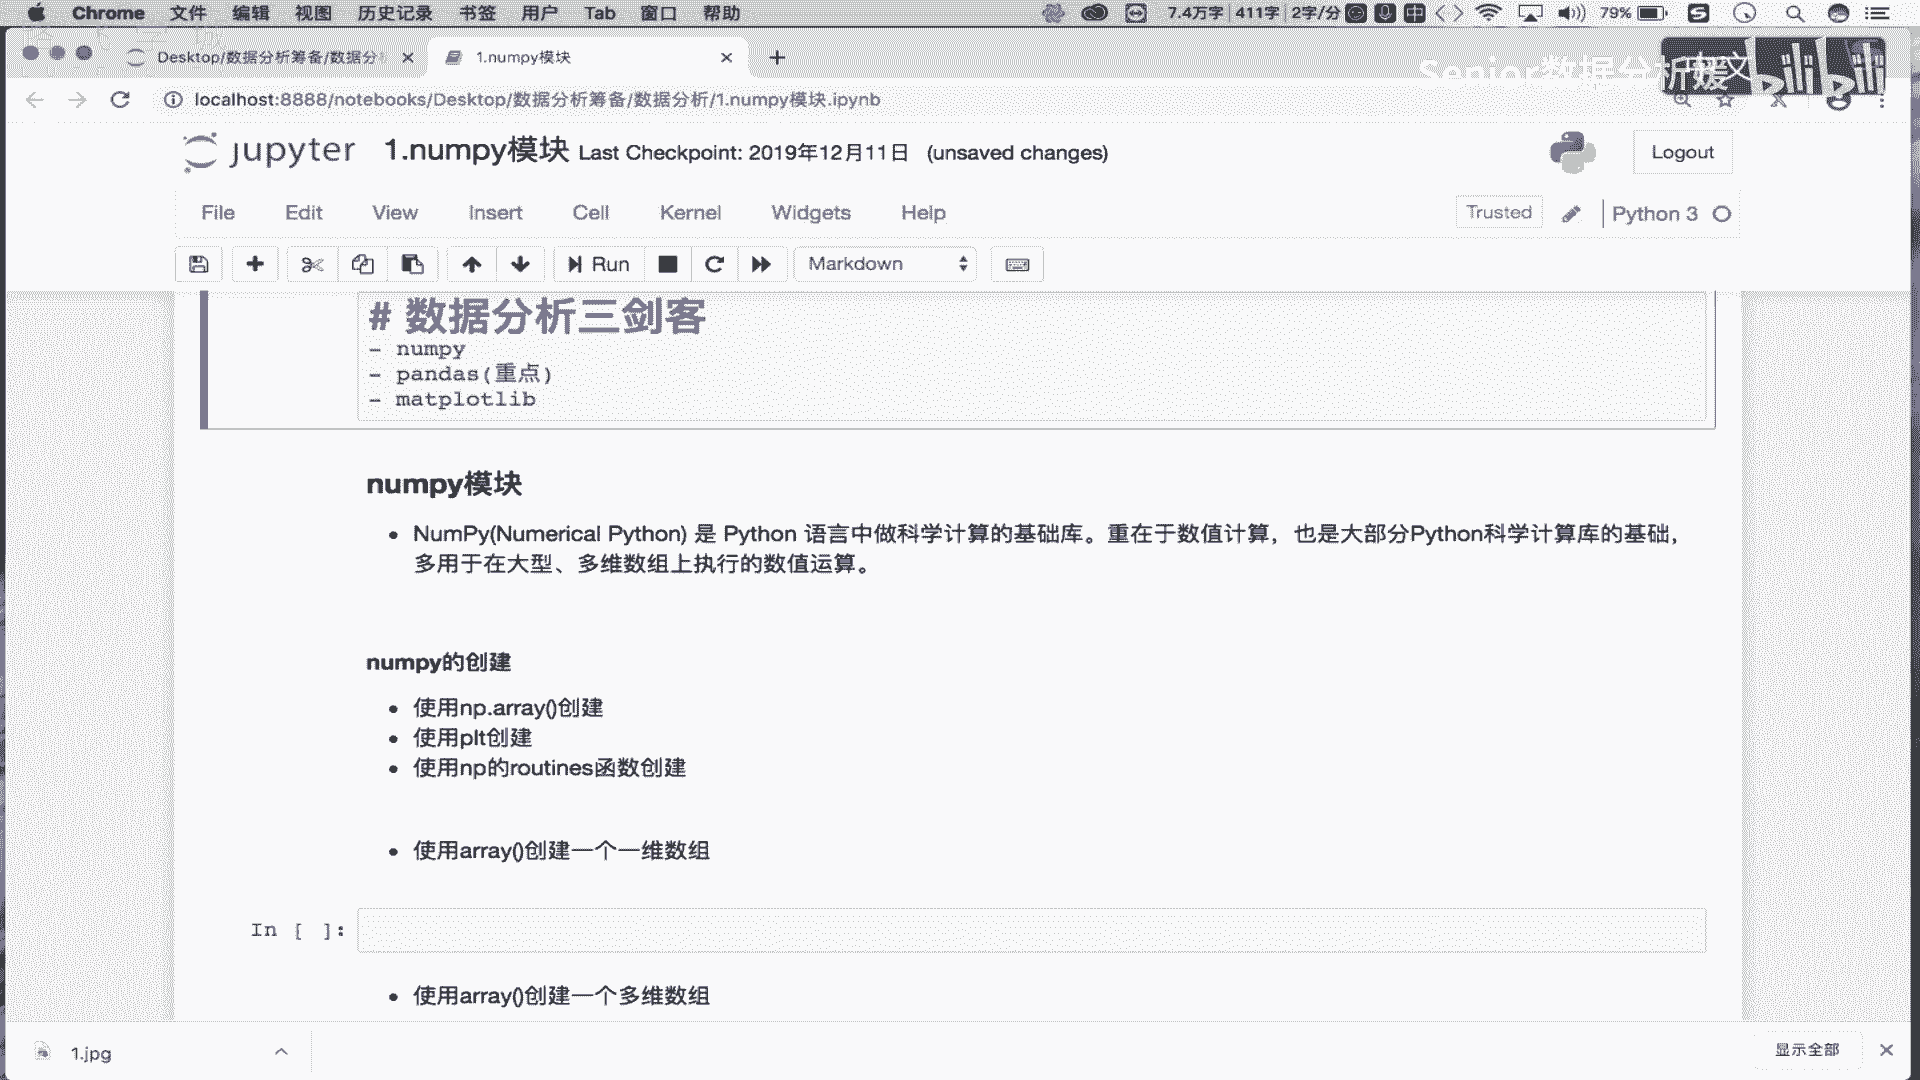 Chrome 文件 编辑 视图 历史记录 书签 用户 Tab 窗口 帮助 7.4万字 411字 2字/分 中 79%
Desktop/数据分析筹备/数据分析 1.numpy模块
Senior数据分析 bilibili
localhost:8888/notebooks/Desktop/数据分析筹备/数据分析/1.numpy模块.ipynb
jupyter 1.numpy模块 Last Checkpoint: 2019年12月11日 (unsaved changes) Logout
File Edit View Insert Cell Kernel Widgets Help Trusted Python 3
Run Markdown
# 数据分析三剑客
- numpy
- pandas(重点)
- matplotlib
numpy模块
NumPy(Numerical Python) 是 Python 语言中做科学计算的基础库。重在于数值计算，也是大部分Python科学计算库的基础，
多用于在大型、多维数组上执行的数值运算。
numpy的创建
使用np.array()创建
使用plt创建
使用np的routines函数创建
使用array()创建一个一维数组
In [ ]:
使用array()创建一个多维数组
1.jpg 显示全部